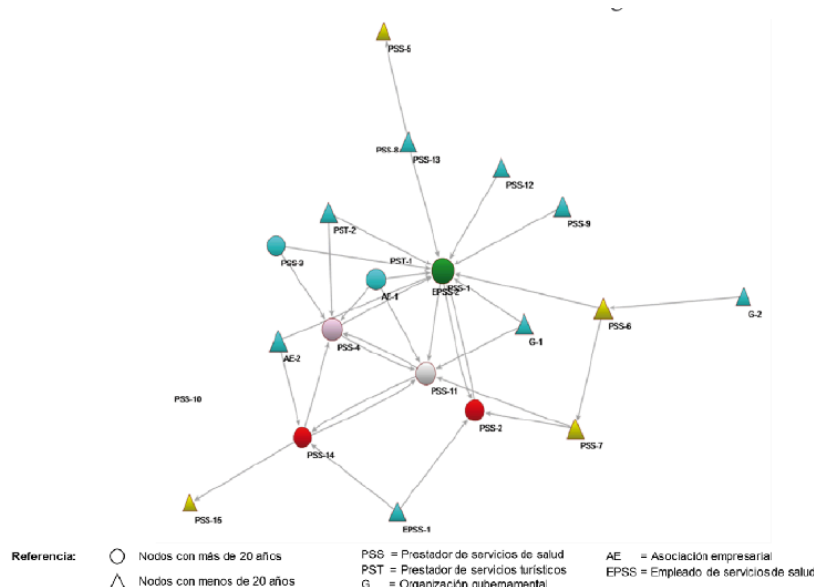 PSS-5
PSS-8
PSS-13
PSS-12
PSS-9
PST-2
PSS-3
PST-1
EPSS-2
PSS-1
AE-1
G-2
PSS-6
G-1
PSS-4
AE-2
PSS-11
PSS-10
PSS-2
PSS-7
PSS-14
PSS-15
EPSS-1
Referencia:
Nodos con más de 20 años
Nodos con menos de 20 años
PSS = Prestador de servicios de salud
PST = Prestador de servicios turísticos
G = Organización gubernamental
AE = Asociación empresarial
EPSS = Empleado de servicios de salud